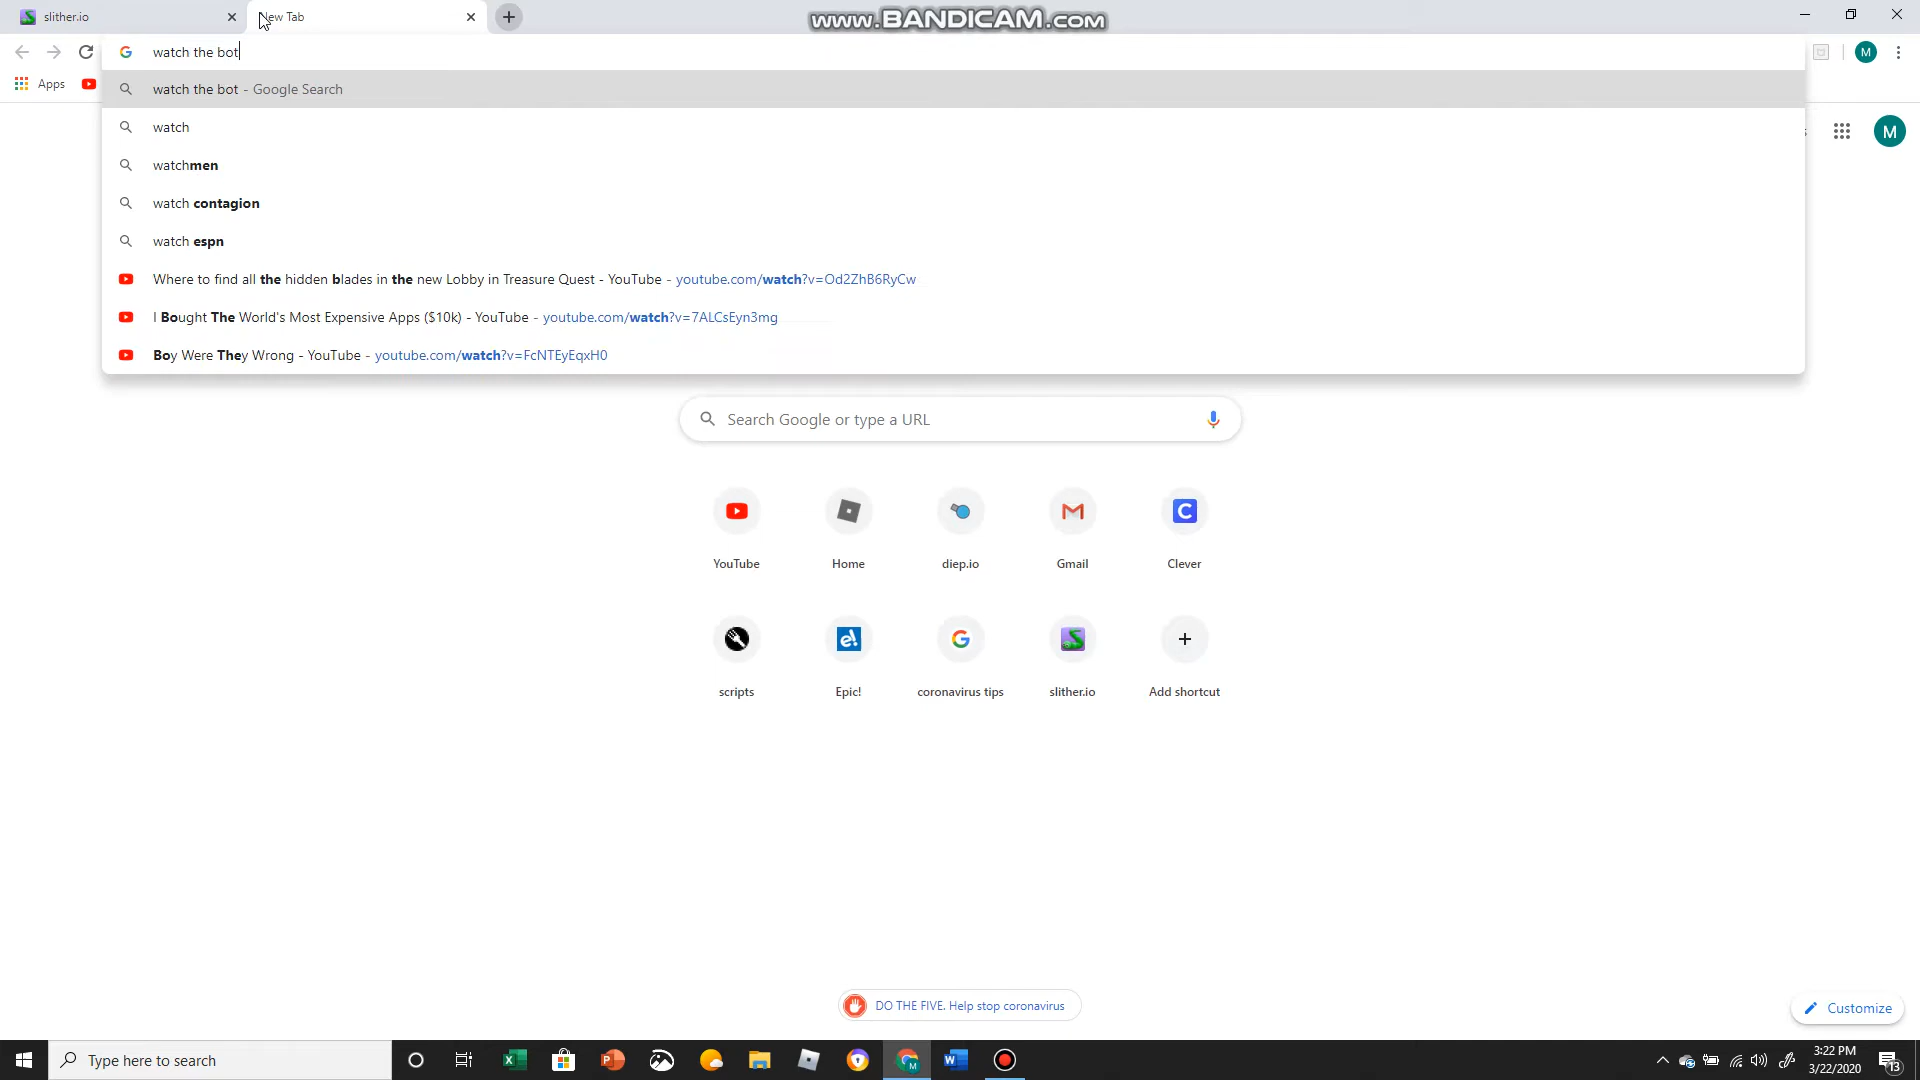 slither.io
ew Tab
www.BANDICAM.com
watch the bot
M
Apps
watch the bot - Google Search
watch
watchmen
watch contagion
watch espn
Where to find all the hidden blades in the new Lobby in Treasure Quest - YouTube - youtube.com/watch?v=Od2ZhB6RyCw
I Bought The World's Most Expensive Apps ($10k) - YouTube - youtube.com/watch?v=7ALCsEyn3mg
Boy Were They Wrong - YouTube - youtube.com/watch?v=FcNTEyEqxH0
M
Search Google or type a URL
YouTube
Home
diep.io
Gmail
Clever
scripts
Epic!
coronavirus tips
slither.io
Add shortcut
DO THE FIVE. Help stop coronavirus
Customize
Type here to search
3:22 PM
3/22/2020
13